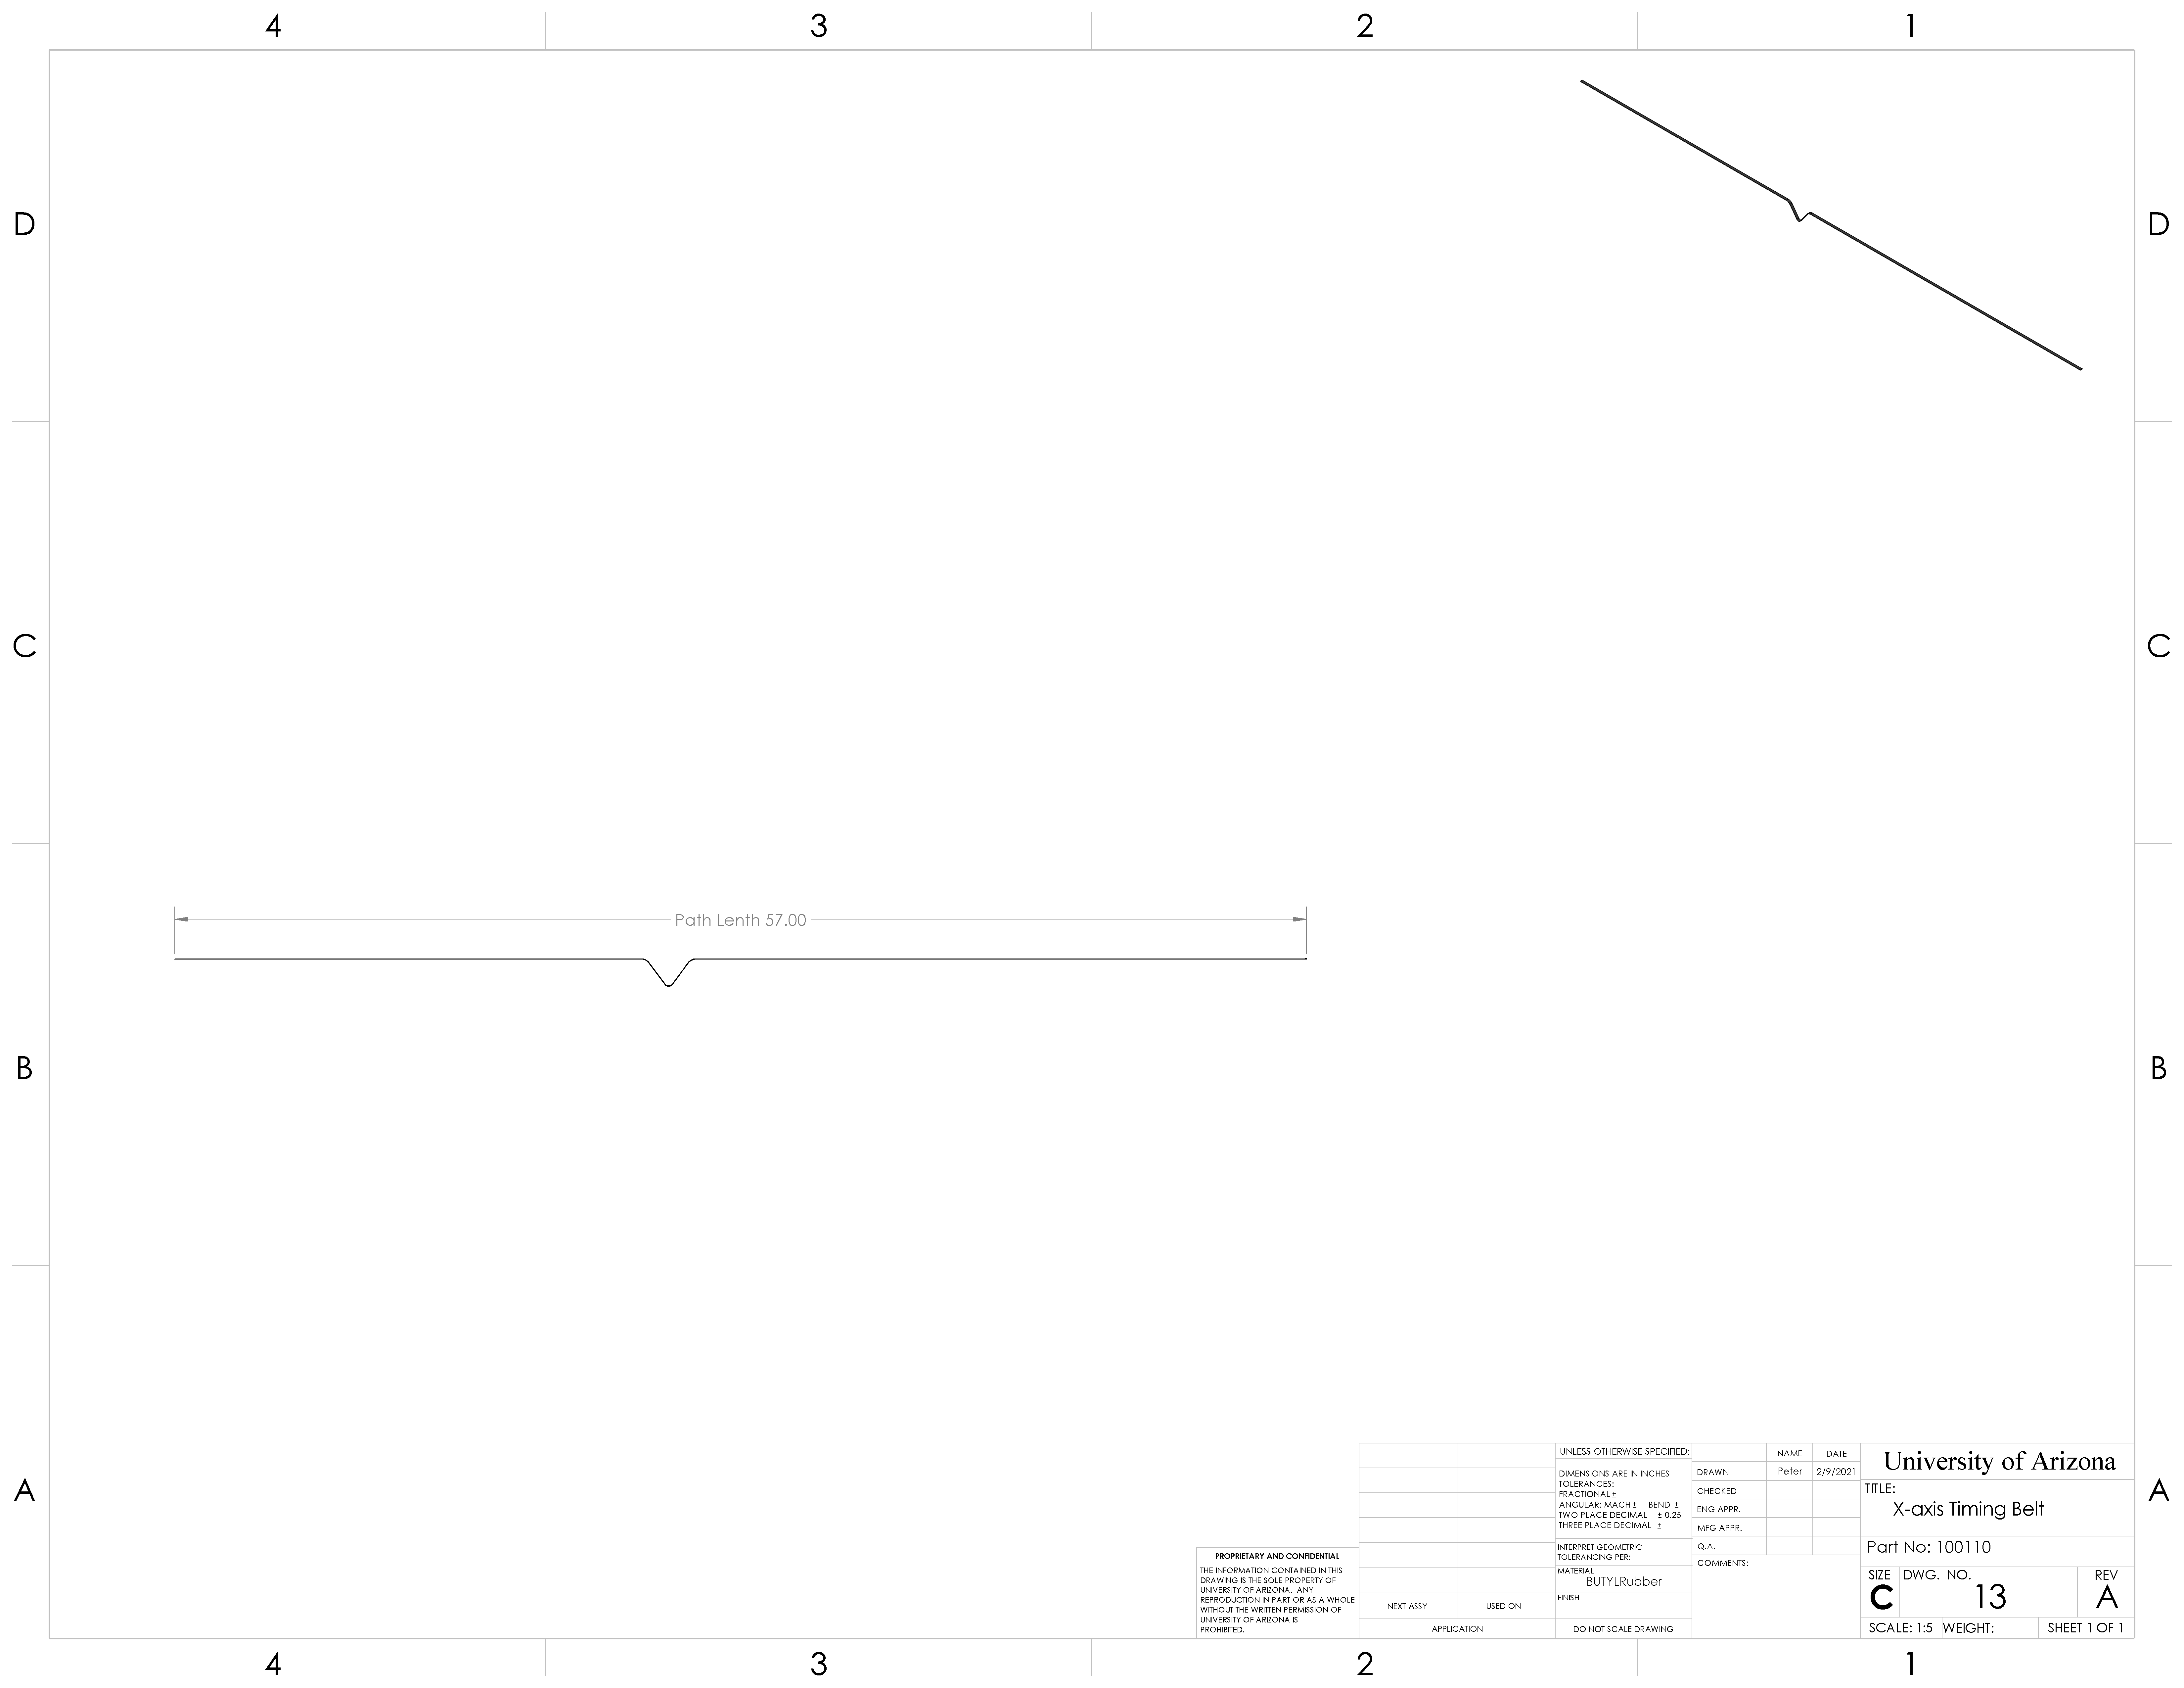 4 3 2 1
D D
C C
Path Lenth 57.00
B B
A A
UNLESS OTHERWISE SPECIFIED:
DIMENSIONS ARE IN INCHES
TOLERANCES:
FRACTIONAL ±
ANGULAR: MACH ± BEND ±
TWO PLACE DECIMAL ± 0.25
THREE PLACE DECIMAL ±
INTERPRET GEOMETRIC
TOLERANCING PER:
MATERIAL
BUTYLRubber
FINISH
DO NOT SCALE DRAWING
NAME DATE
DRAWN Peter 2/9/2021
CHECKED
ENG APPR.
MFG APPR.
Q.A.
COMMENTS:
University of Arizona
TITLE:
X-axis Timing Belt
Part No: 100110
SIZE DWG. NO. REV
C 13 A
SCALE: 1:5 WEIGHT: SHEET 1 OF 1
PROPRIETARY AND CONFIDENTIAL
THE INFORMATION CONTAINED IN THIS
DRAWING IS THE SOLE PROPERTY OF
UNIVERSITY OF ARIZONA. ANY
REPRODUCTION IN PART OR AS A WHOLE
WITHOUT THE WRITTEN PERMISSION OF
UNIVERSITY OF ARIZONA IS
PROHIBITED.
NEXT ASSY USED ON
APPLICATION
4 3 2 1